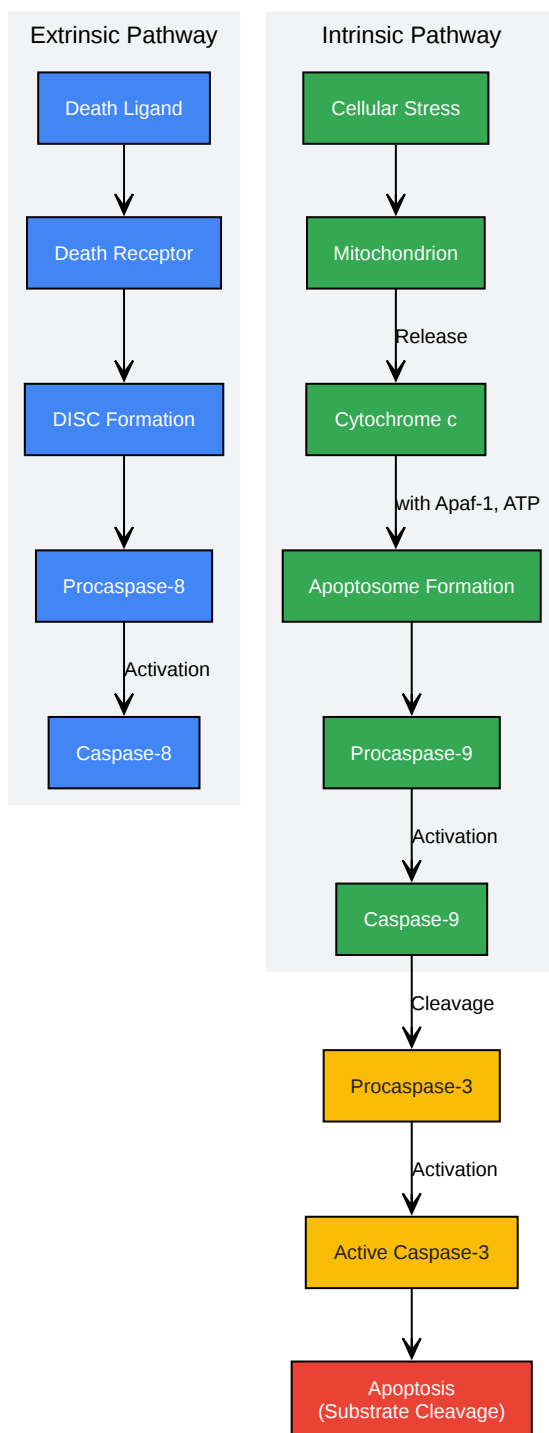 Extrinsic Pathway
Death Ligand
Death Receptor
DISC Formation
Procaspase-8
Activation
Caspase-8
Intrinsic Pathway
Cellular Stress
Mitochondrion
Release
Cytochrome c
with Apaf-1, ATP
Apoptosome Formation
Procaspase-9
Activation
Caspase-9
Cleavage
Procaspase-3
Activation
Active Caspase-3
Apoptosis
(Substrate Cleavage)